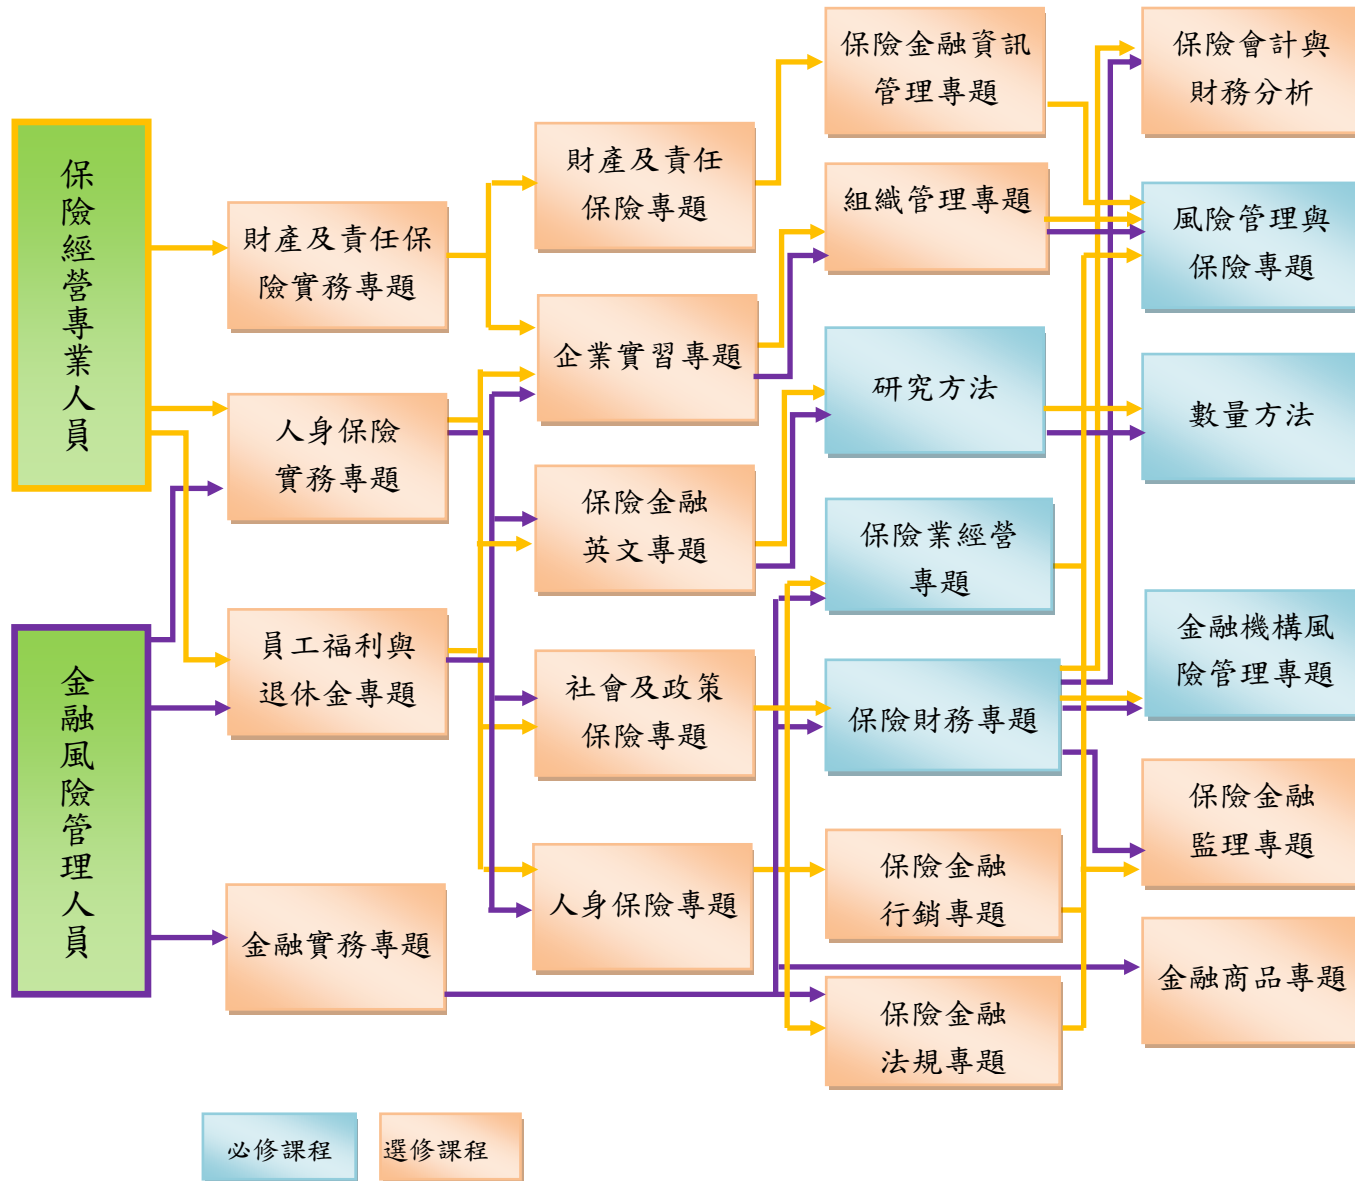 保險經營專業人員
金融風險管理人員
財產及責任保
險實務專題
人身保險
實務專題
員工福利與
退休金專題
金融實務專題
財產及責任
保險專題
企業實習專題
保險金融
英文專題
社會及政策
保險專題
人身保險專題
保險金融資訊
管理專題
組織管理專題
研究方法
保險業經營
專題
保險財務專題
保險金融
行銷專題
保險金融
法規專題
保險會計與
財務分析
風險管理與
保險專題
數量方法
金融機構風
險管理專題
保險金融
監理專題
金融商品專題
必修課程
選修課程